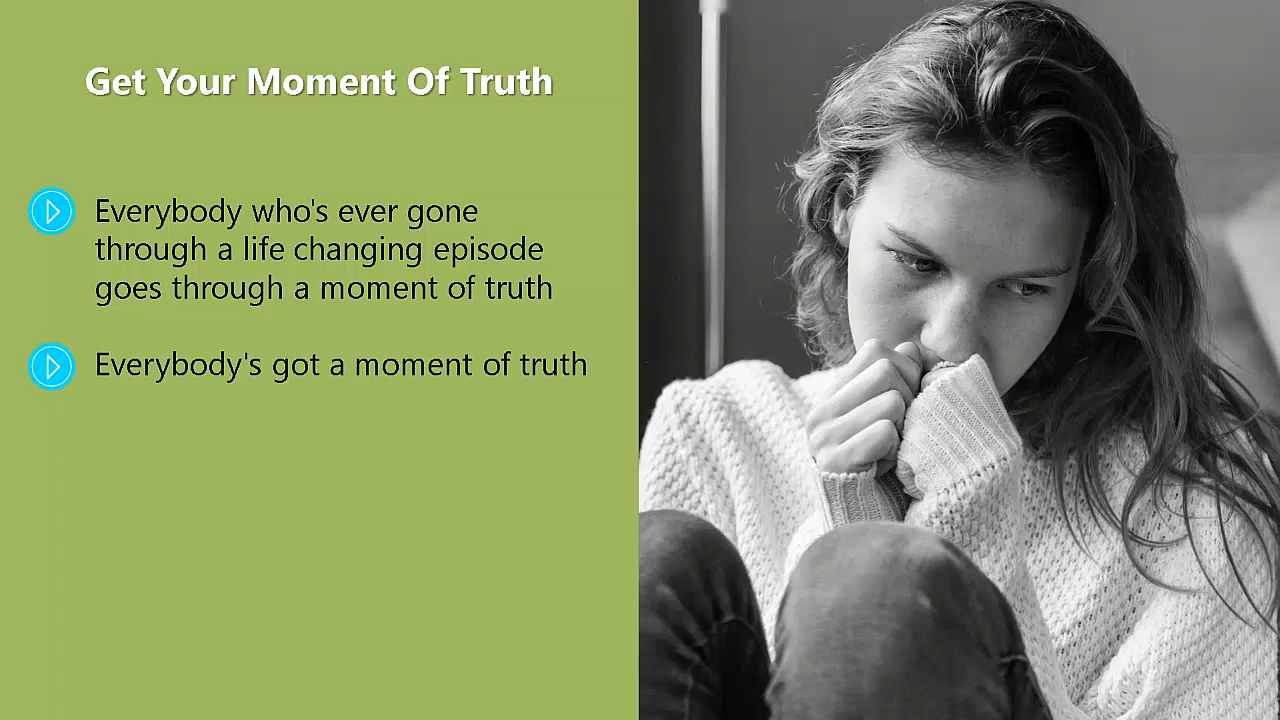 Get Your Moment Of Truth
Everybody who's ever gone
through a life changing episode
goes through a moment of truth
Everybody's got a moment of truth